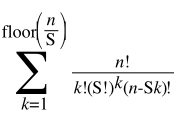 floor(n/S)
∑ n! / k!(S!)^k(n-Sk)!
k=1